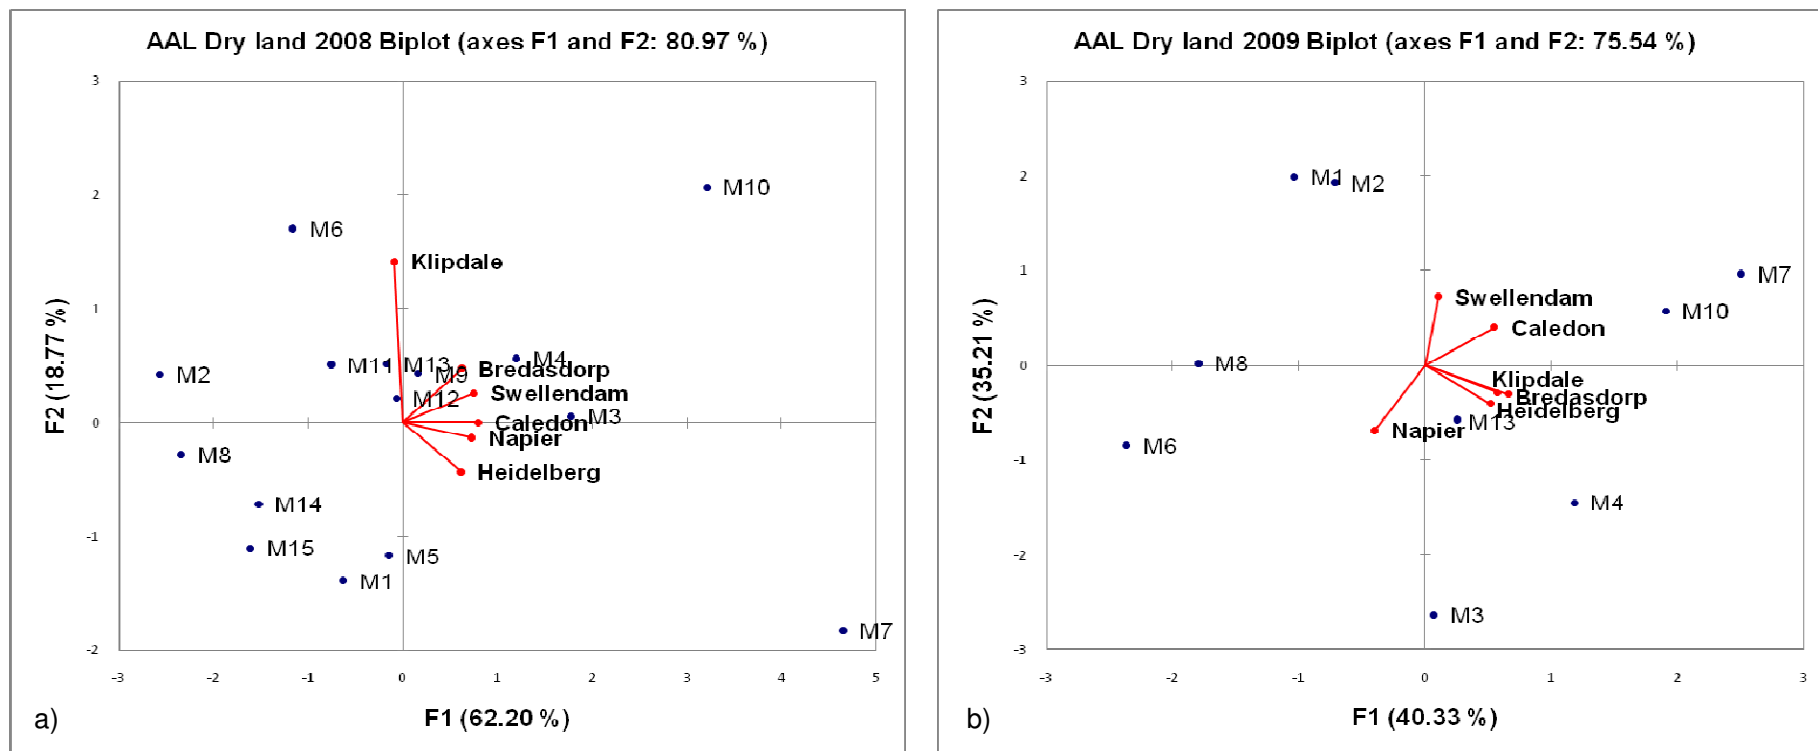 AAL Dry land 2008 Biplot (axes F1 and F2: 80.97 %)
3
2
1
0
-1
-2
F2 (18.77 %)
M10
M6
Klipdale
M4
M11
M13
M9
Bredasdorp
M2
Swellendam
M12
M3
Caledon
Napier
M8
Heidelberg
M14
M15
M5
M1
M7
-3
-2
-1
0
1
2
3
4
5
a)
F1 (62.20 %)
AAL Dry land 2009 Biplot (axes F1 and F2: 75.54 %)
3
2
1
0
-1
-2
-3
F2 (35.21 %)
M1
M2
M7
Swellendam
M10
Caledon
M8
Klipdale
Bredasdorp
Heidelberg
M13
Napier
M6
M4
M3
-3
-2
-1
0
1
2
3
b)
F1 (40.33 %)